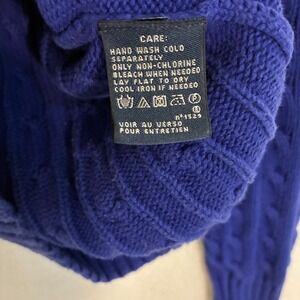 CARE:
HAND WASH COLD
SEPARATELY
ONLY NON-CHLORINE
BLEACH WHEN NEEDED
LAY FLAT TO DRY
COOL IRON IF NEEDED
VOIR AU VERSO
POUR ENTRETIEN